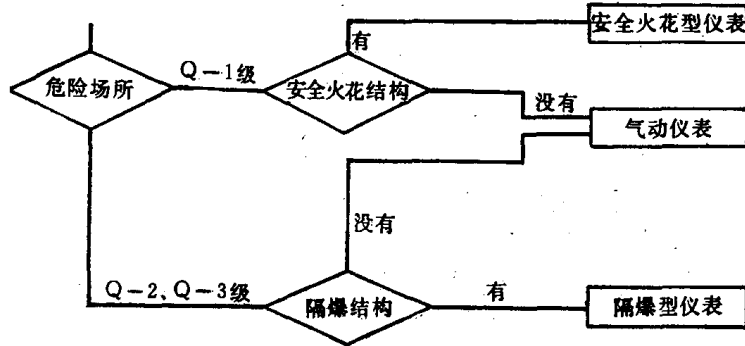 有
安全火花型仪表
危险场所
Q-1级
安全火花结构
没有
气动仪表
没有
Q-2、Q-3级
隔爆结构
有
隔爆型仪表